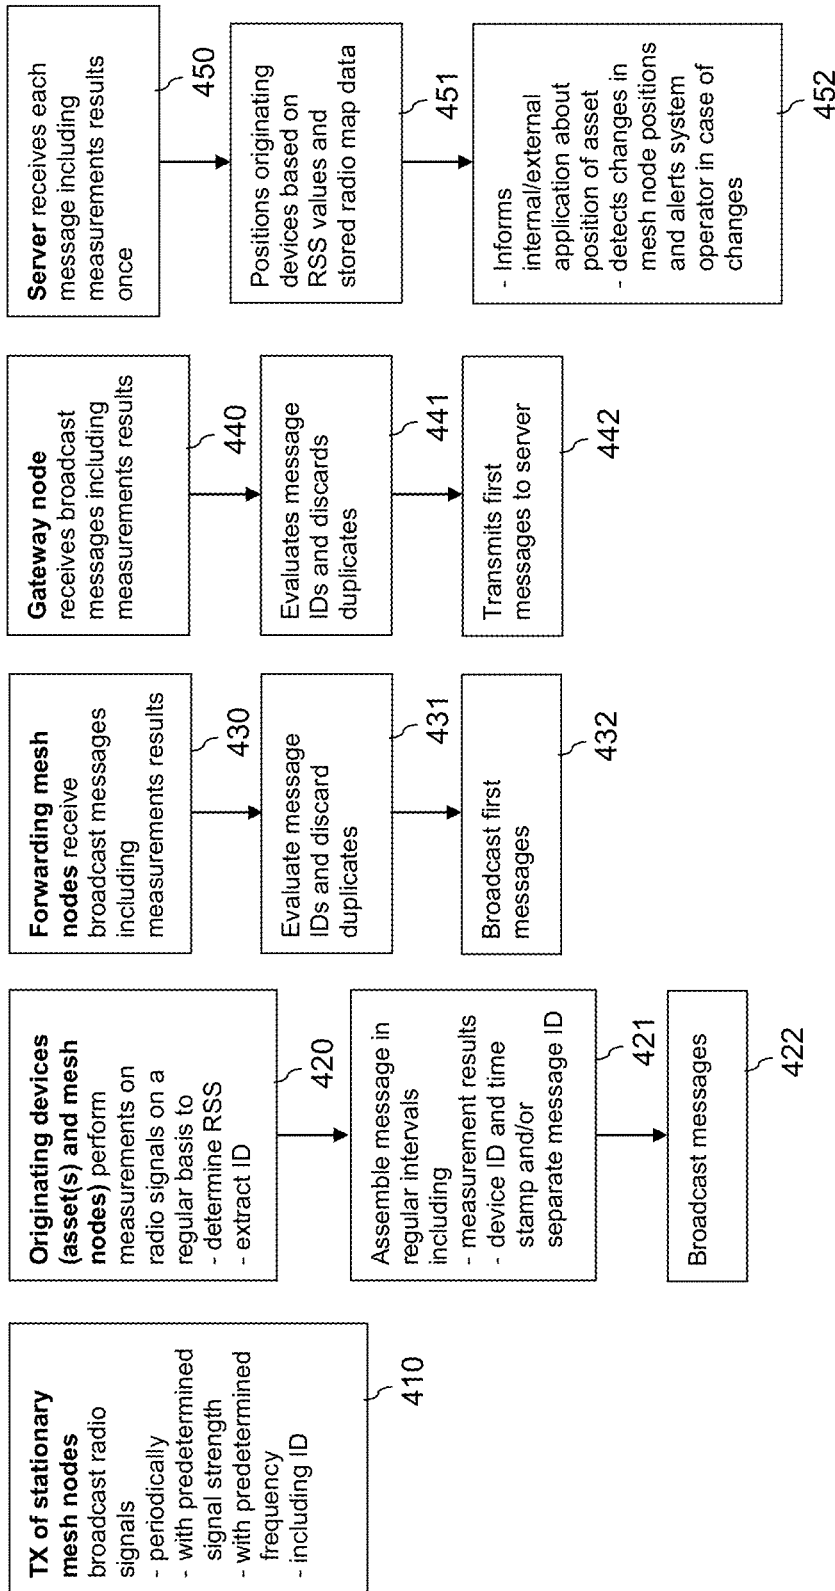 TX of stationary
mesh nodes
broadcast radio
signals
- periodically
- with predetermined
signal strength
- with predetermined
frequency
- including ID
410
Originating devices
(asset(s) and mesh
nodes) perform
measurements on
radio signals on a
regular basis to
- determine RSS
- extract ID
420
Assemble message in
regular intervals
including
- measurement results
- device ID and time
stamp and/or
separate message ID
421
Broadcast messages
422
Forwarding mesh
nodes receive
broadcast messages
including
measurements results
430
Evaluate message
IDs and discard
duplicates
431
Broadcast first
messages
432
Gateway node
receives broadcast
messages including
measurements results
440
Evaluates message
IDs and discards
duplicates
441
Transmits first
messages to server
442
Server receives each
message including
measurements results
once
450
Positions originating
devices based on
RSS values and
stored radio map data
451
- Informs
internal/external
application about
position of asset
- detects changes in
mesh node positions
and alerts system
operator in case of
changes
452